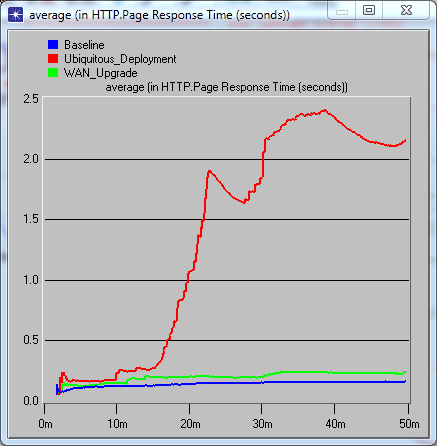 average (in HTTP.Page Response Time (seconds))
Baseline
Ubiquitous_Deployment
WAN_Upgrade
average (in HTTP.Page Response Time (seconds))
2.5
2.0
1.5
1.0
0.5
0.0
0m 10m 20m 30m 40m 50m